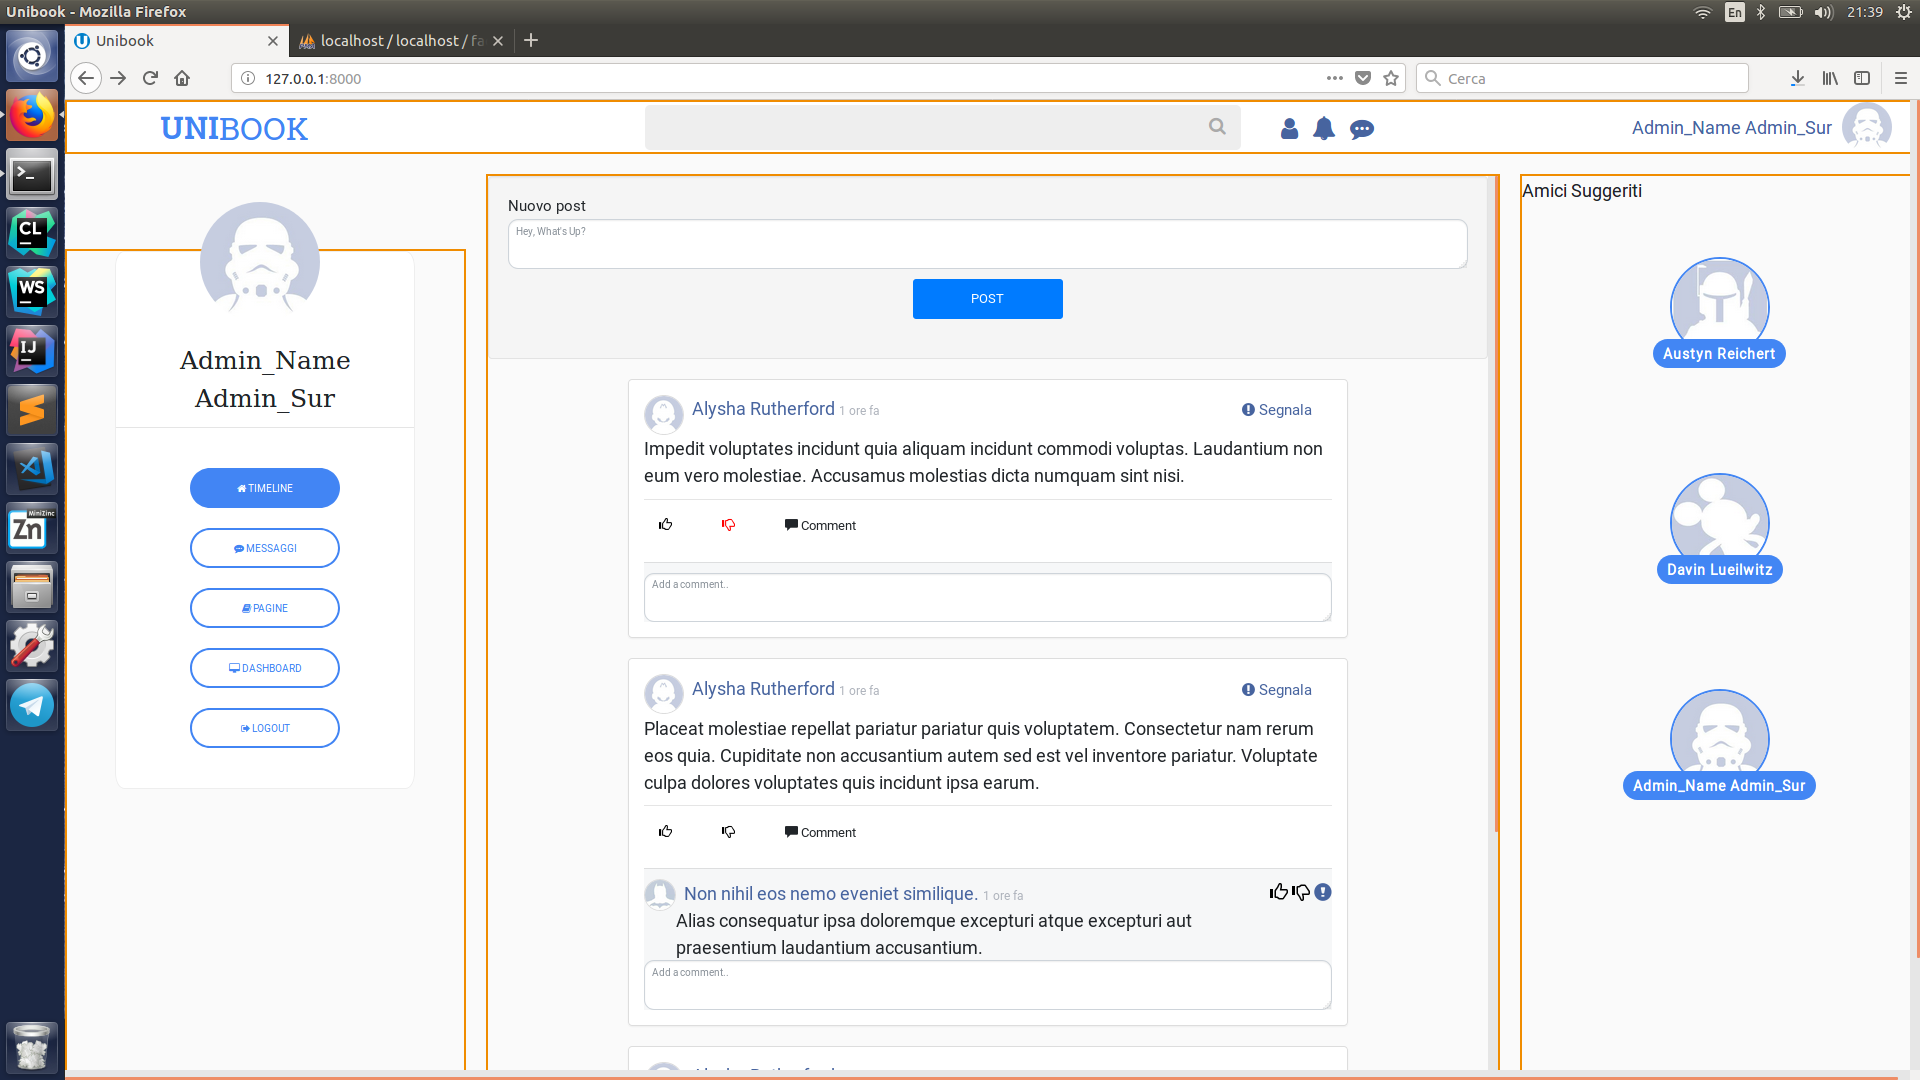 Unibook - Mozilla Firefox
En
21:39
Unibook
localhost / localhost / fa
127.0.0.1:8000
Cerca
UNIBOOK
Admin_Name Admin_Sur
Admin_Name
Admin_Sur
TIMELINE
MESSAGGI
PAGINE
DASHBOARD
LOGOUT
Nuovo post
Hey, What's Up?
POST
Alysha Rutherford 1 ore fa
Segnala
Impedit voluptates incidunt quia aliquam incidunt commodi voluptas. Laudantium non
eum vero molestiae. Accusamus molestias dicta numquam sint nisi.
Comment
Add a comment..
Alysha Rutherford 1 ore fa
Segnala
Placeat molestiae repellat pariatur pariatur quis voluptatem. Consectetur nam rerum
eos quia. Cupiditate non accusantium autem sed est vel inventore pariatur. Voluptate
culpa dolores voluptates quis incidunt ipsa earum.
Comment
Non nihil eos nemo eveniet similique. 1 ore fa
Alias consequatur ipsa doloremque excepturi atque excepturi aut
praesentium laudantium accusantium.
Add a comment..
Amici Suggeriti
Austyn Reichert
Davin Lueilwitz
Admin_Name Admin_Sur
CL
WS
IJ
MiniZinc
Zn